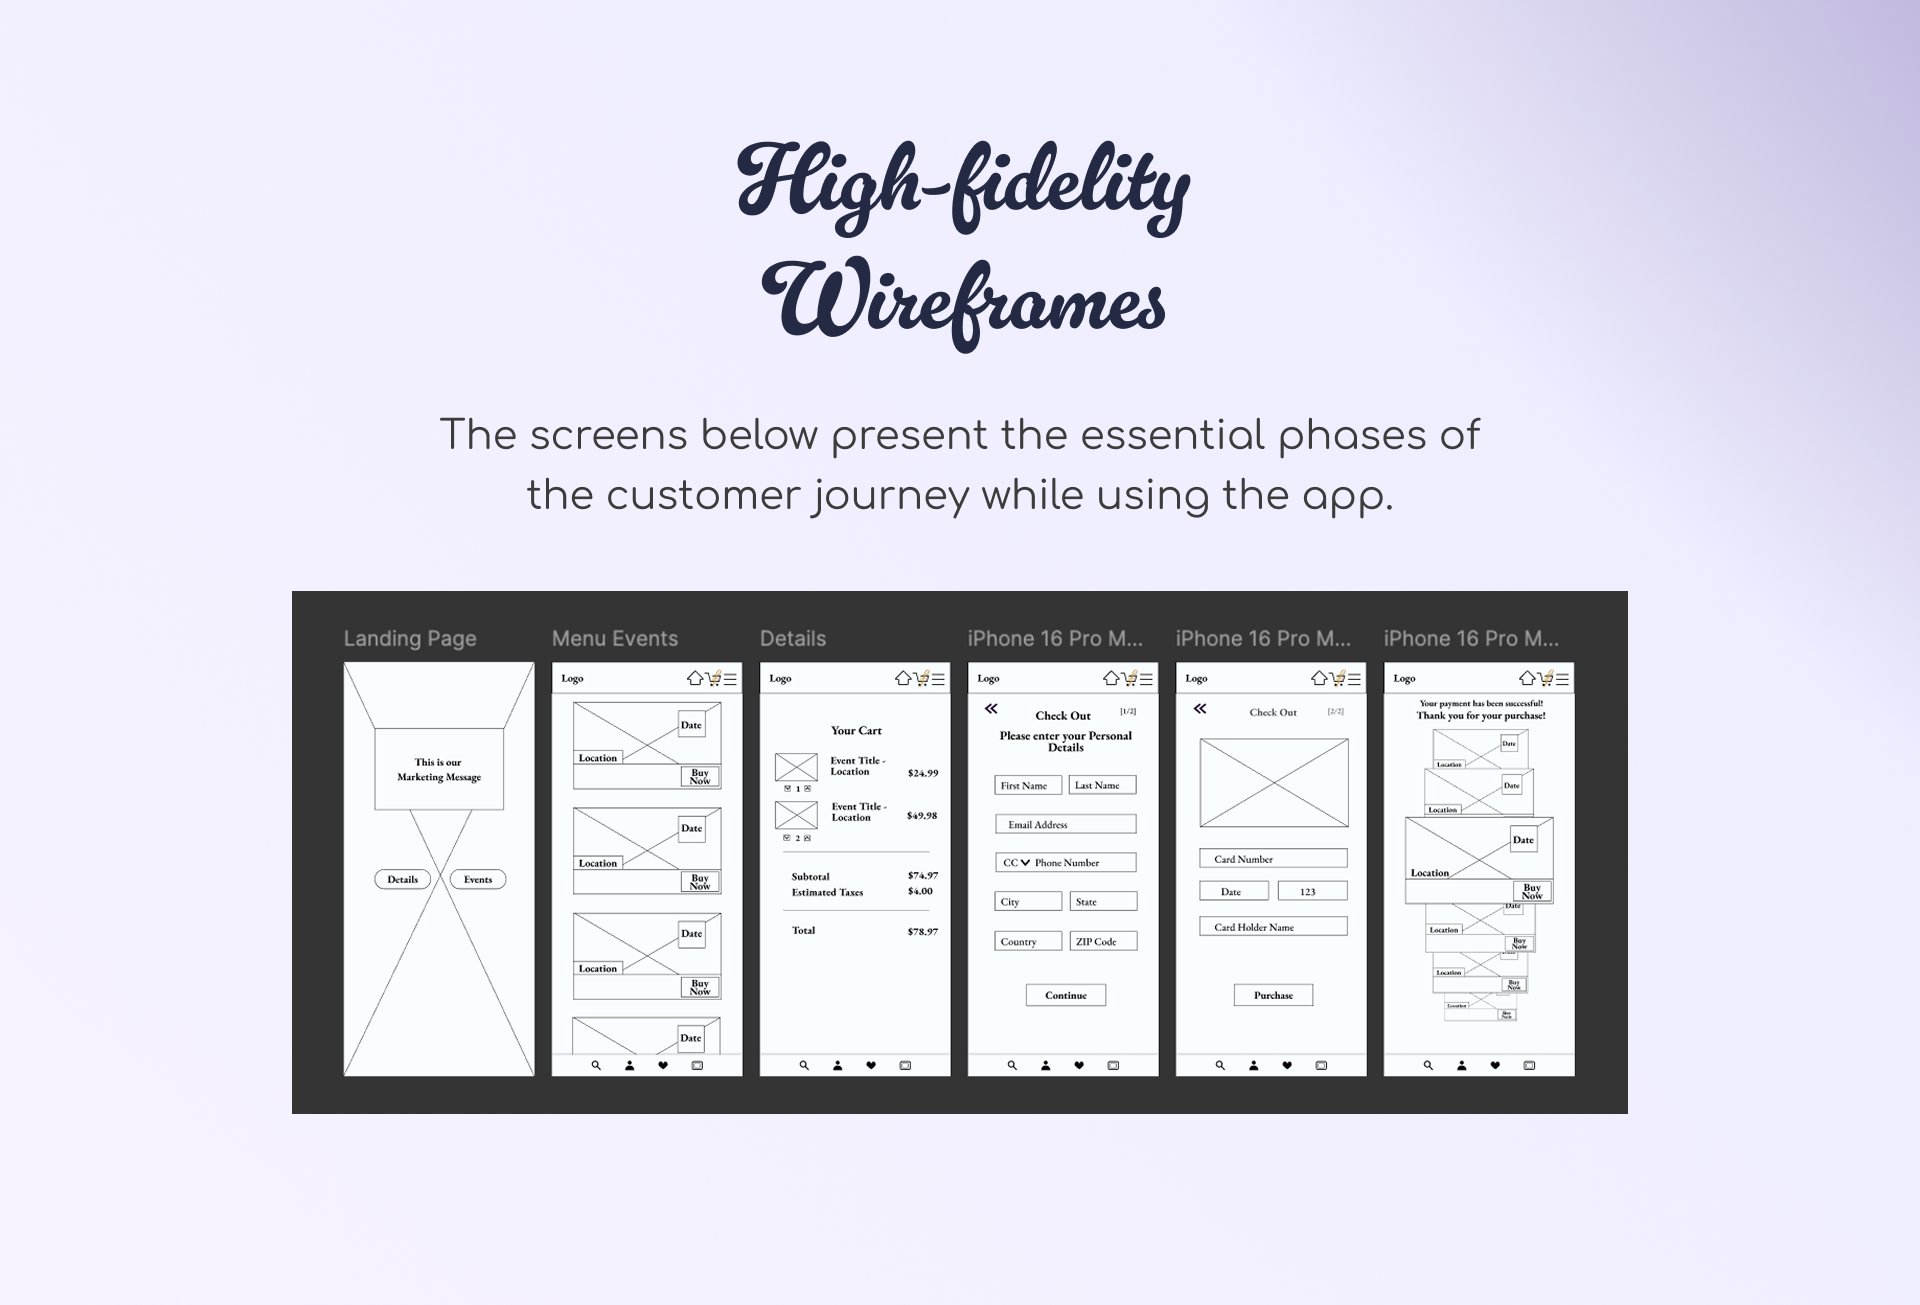 High-fidelity
Wireframes
The screens below present the essential phases of
the customer journey while using the app.
Landing Page
This is our
Marketing Message
Details
Events
Menu Events
Logo
Date
Location
Buy
Now
Date
Location
Buy
Now
Date
Location
Buy
Now
Date
Details
Logo
Your Cart
Event Title -
Location
$24.99
1
Event Title -
Location
$49.98
2
Subtotal
$74.97
Estimated Taxes
$4.00
Total
$78.97
iPhone 16 Pro M...
Logo
Check Out
[1/2]
Please enter your Personal
Details
First Name
Last Name
Email Address
CC
Phone Number
City
State
Country
ZIP Code
Continue
iPhone 16 Pro M...
Logo
Check Out
[2/2]
Card Number
Date
123
Card Holder Name
Purchase
iPhone 16 Pro M...
Logo
Your payment has been successful!
Thank you for your purchase!
Date
Location
Date
Location
Date
Location
Buy
Now
Date
Location
Buy
Now
Location
Buy
Now
Location
Buy
Now